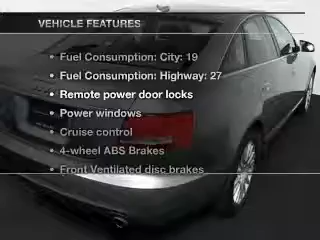 VEHICLE FEATURES
• Fuel Consumption: City: 19
• Fuel Consumption: Highway: 27
• Remote power door locks
• Power windows
• Cruise control
• 4-wheel ABS Brakes
• Front Ventilated disc brakes